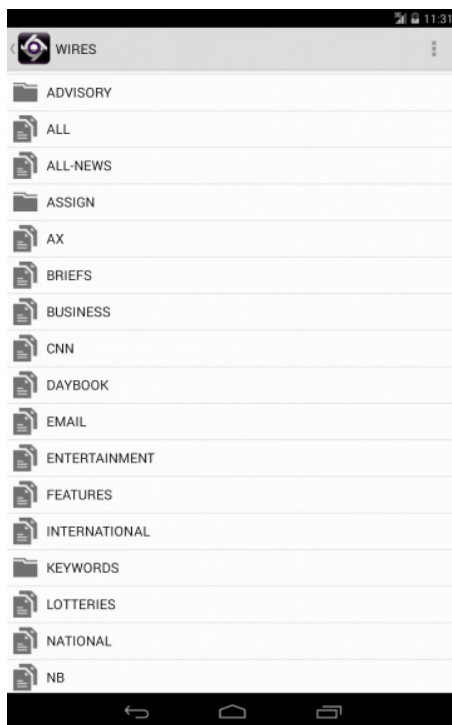 11:31
WIRES
ADVISORY
ALL
ALL-NEWS
ASSIGN
AX
BRIEFS
BUSINESS
CNN
DAYBOOK
EMAIL
ENTERTAINMENT
FEATURES
INTERNATIONAL
KEYWORDS
LOTTERIES
NATIONAL
NB